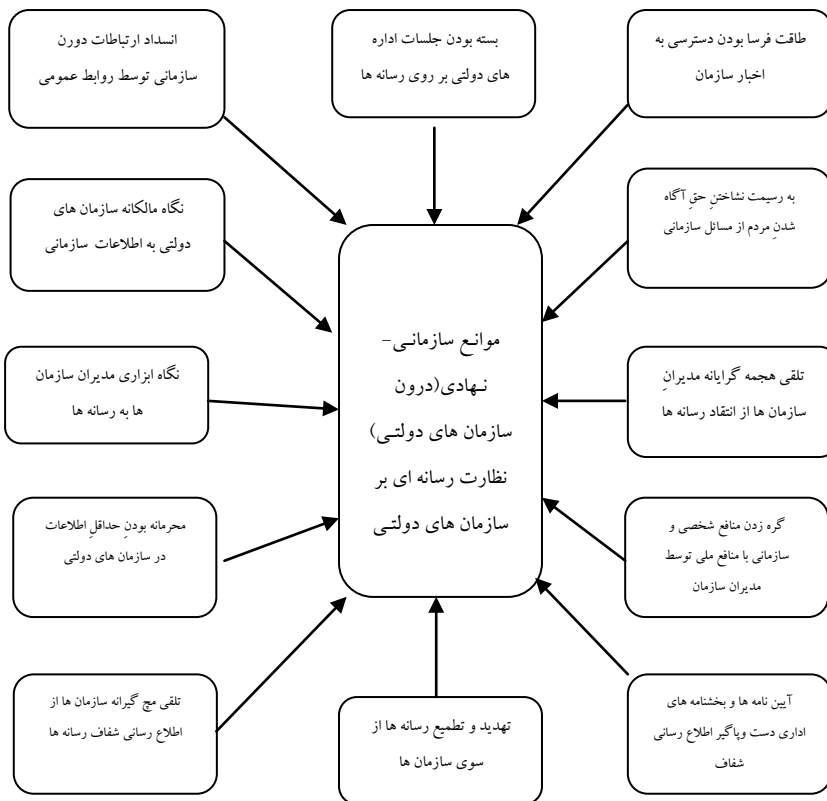 طاقت فرسا بودن دسترسی به
اخبار سازمان
بسته بودن جلسات اداره
های دولتی بر روی رسانه ها
انسداد ارتباطات دورن
سازمانی توسط روابط عمومی
به رسیمت نشاختنِ حقِ آگاه
شدنِ مردم از مسائل سازمانی
نگاه مالکانه سازمان های
دولتی به اطلاعات سازمانی
موانع سازمانی-
نهادی(درون
سازمان های دولتی)
نظارت رسانه ای بر
سازمان های دولتی
تلقی هجمه گرایانه مدیرانِ
سازمان ها از انتقاد رسانه ها
نگاه ابزاری مدیران سازمان
ها به رسانه ها
گره زدن منافع شخصی و
سازمانی با منافع ملی توسط
مدیران سازمان
محرمانه بودنِ حداقلِ اطلاعات
در سازمان های دولتی
آیین نامه ها و بخشنامه های
اداری دست وپاگیر اطلاع رسانی
شفاف
تهدید و تطمیع رسانه ها از
سوی سازمان ها
تلقی مچ گیرانه سازمان ها از
اطلاع رسانی شفاف رسانه ها